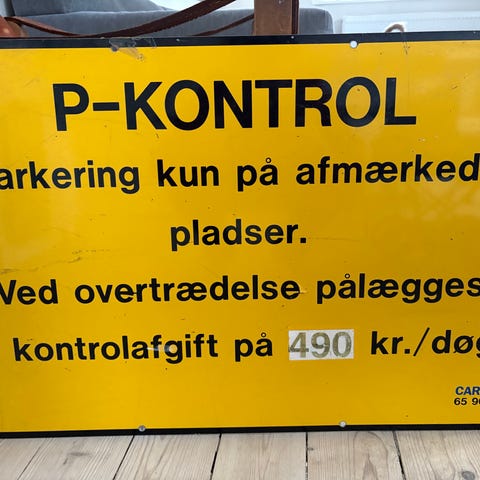 P-KONTROL
arkering kun på afmærked
pladser.
Ved overtrædelse pålægges
kontrolafgift på 490 kr./døg
CAR
65 9